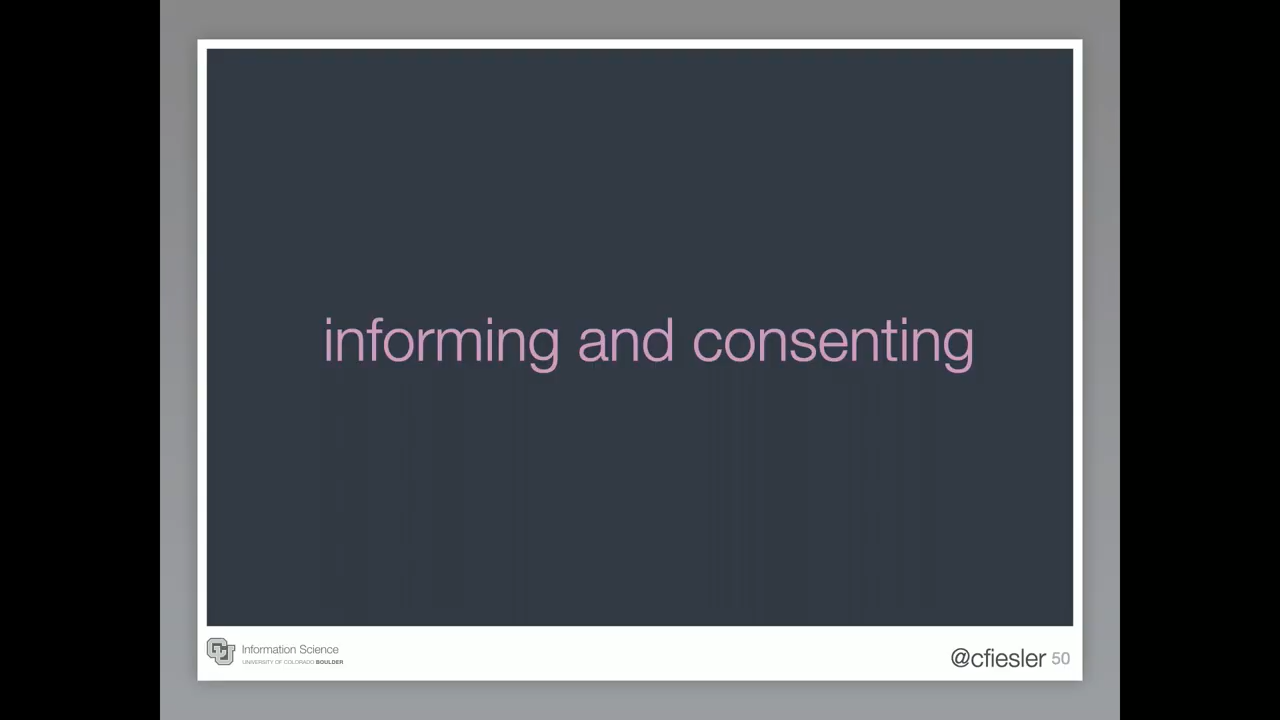 informing and consenting
Information Science
UNIVERSITY OF COLORADO BOULDER
@cfiesler 50